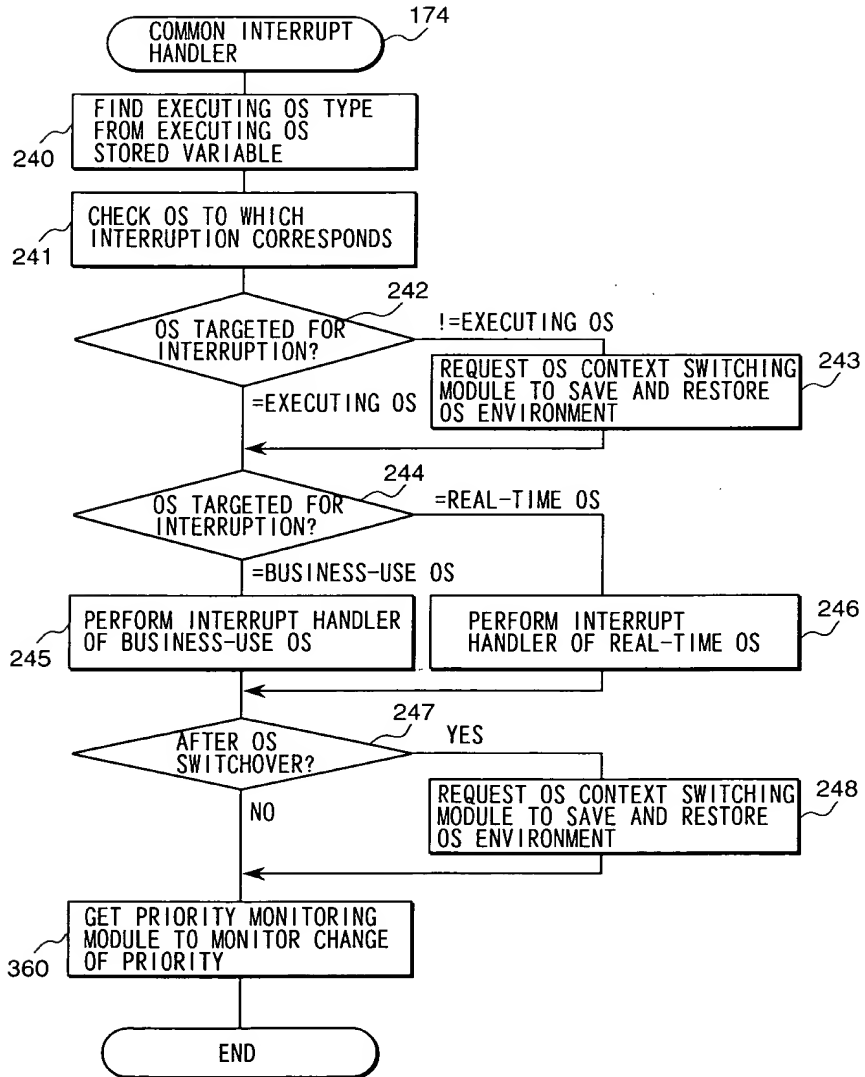 COMMON INTERRUPT
HANDLER
174
FIND EXECUTING OS TYPE
FROM EXECUTING OS
STORED VARIABLE
240
CHECK OS TO WHICH
INTERRUPTION CORRESPONDS
241
242
OS TARGETED FOR
INTERRUPTION?
!=EXECUTING OS
=EXECUTING OS
REQUEST OS CONTEXT SWITCHING
MODULE TO SAVE AND RESTORE
OS ENVIRONMENT
243
244
OS TARGETED FOR
INTERRUPTION?
=REAL-TIME OS
=BUSINESS-USE OS
PERFORM INTERRUPT HANDLER
OF BUSINESS-USE OS
245
PERFORM INTERRUPT
HANDLER OF REAL-TIME OS
246
247
AFTER OS
SWITCHOVER?
YES
NO
REQUEST OS CONTEXT SWITCHING
MODULE TO SAVE AND RESTORE
OS ENVIRONMENT
248
GET PRIORITY MONITORING
MODULE TO MONITOR CHANGE
OF PRIORITY
360
END